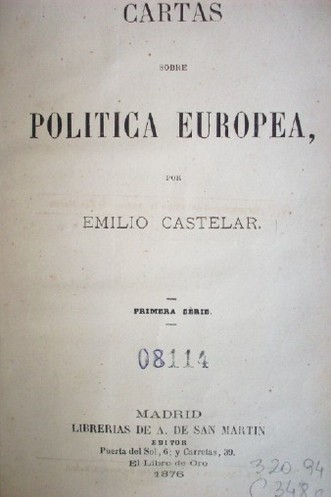 CARTAS
SOBRE
POLITICA EUROPEA,
POR
EMILIO CASTELAR.
PRIMERA SÉRIE.
08114
MADRID
LIBRERIAS DE A. DE SAN MARTIN
EDITOR
Puerta del Sol, 6; y Carretas, 39.
El Libro de Oro
1876
320.94
C348c